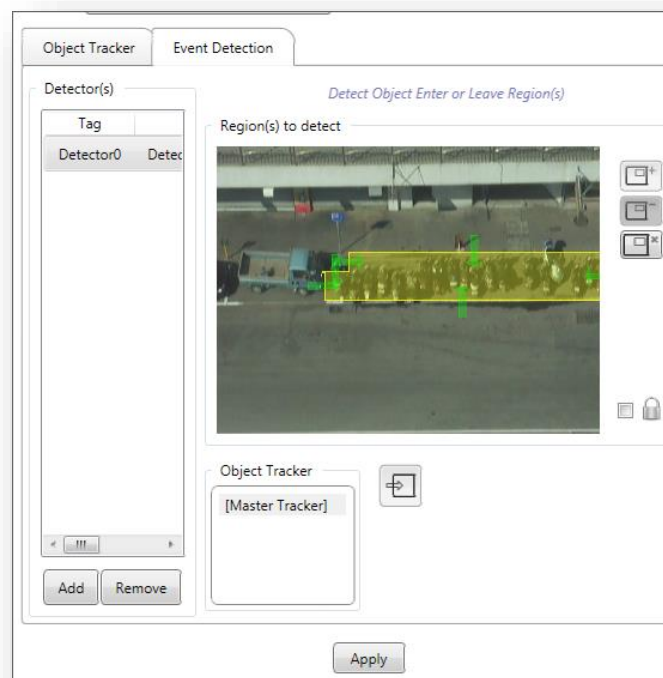 Object Tracker
Event Detection
Detector(s)
Tag
Detector0 Detec
Add
Remove
Detect Object Enter or Leave Region(s)
Region(s) to detect
Object Tracker
[Master Tracker]
Apply